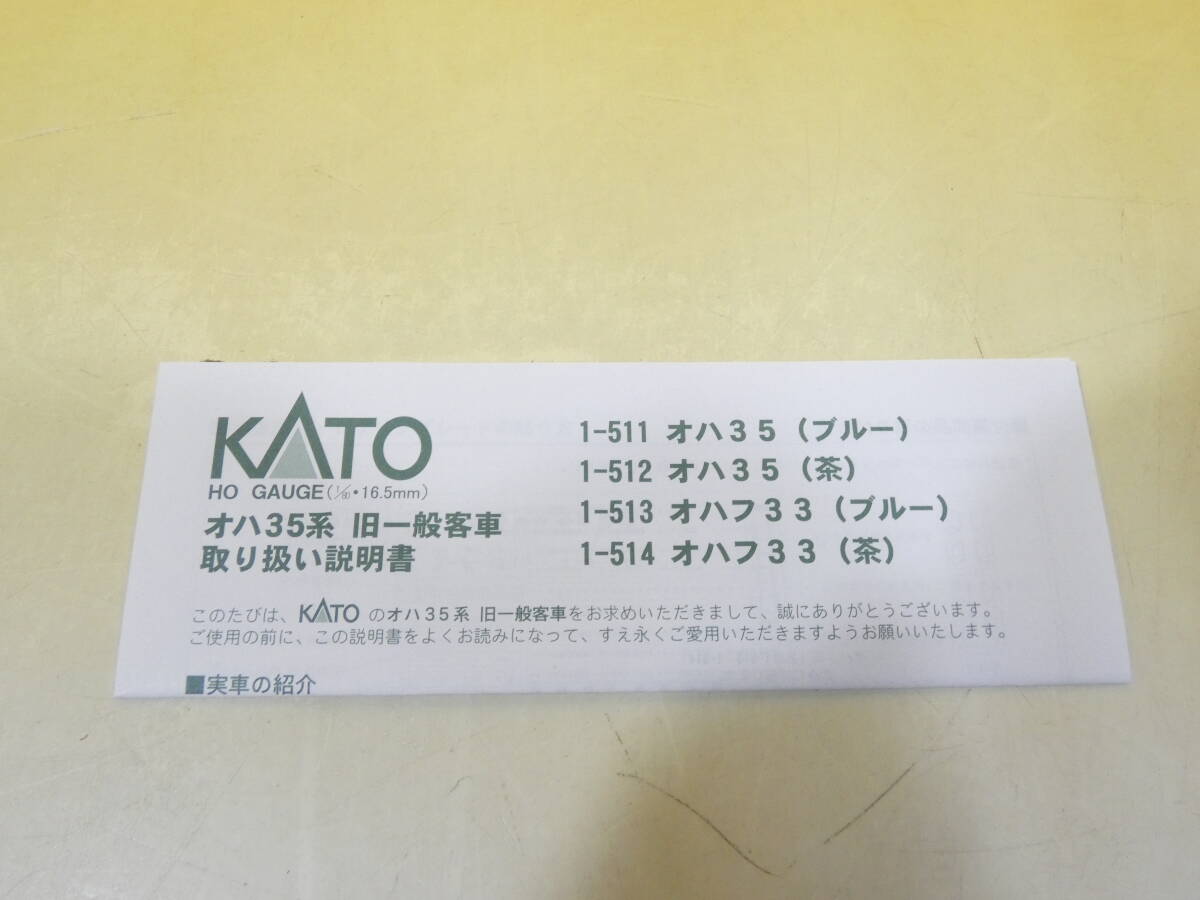 KATO
HO GAUGE(1/80・16.5mm)
オハ35系 旧一般客車
取り扱い説明書
1-511 オハ３５（ブルー）
1-512 オハ３５（茶）
1-513 オハフ３３（ブルー）
1-514 オハフ３３（茶）
このたびは、KATOのオハ３５系 旧一般客車をお求めいただきまして、誠にありがとうございます。
ご使用の前に、この説明書をよくお読みになって、すえ永くご愛用いただきますようお願いいたします。
■実車の紹介